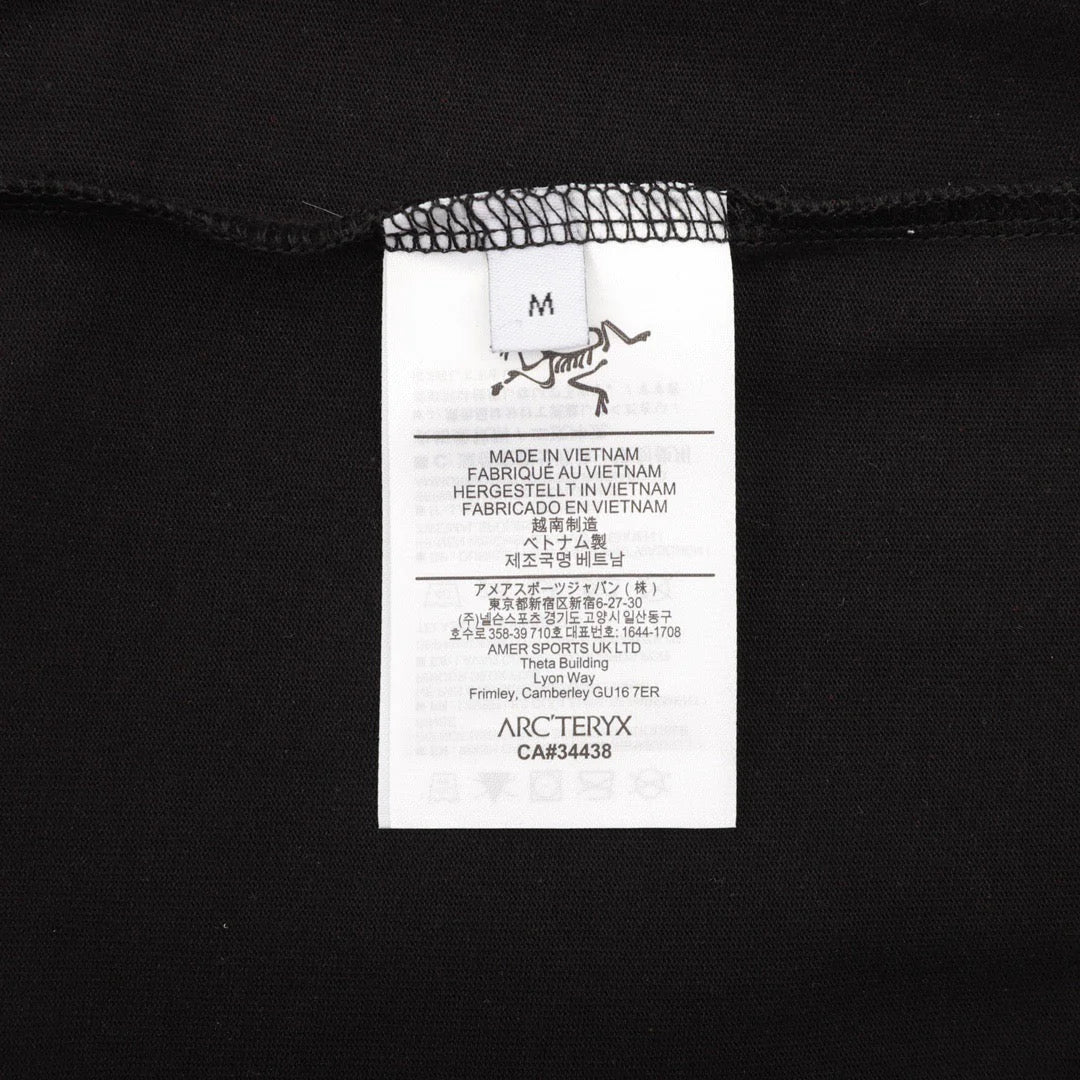 M
MADE IN VIETNAM
FABRIQUÉ AU VIETNAM
HERGESTELLT IN VIETNAM
FABRICADO EN VIETNAM
越南制造
ベトナム製
제조국명 베트남
アメアスポーツジャパン ( 株 )
東京都新宿区新宿6-27-30
(주)넬슨스포츠 경기도 고양시 일산동구
호수로 358-39 710호 대표번호: 1644-1708
AMER SPORTS UK LTD
Theta Building
Lyon Way
Frimley, Camberley GU16 7ER
ARC'TERYX
CA#34438